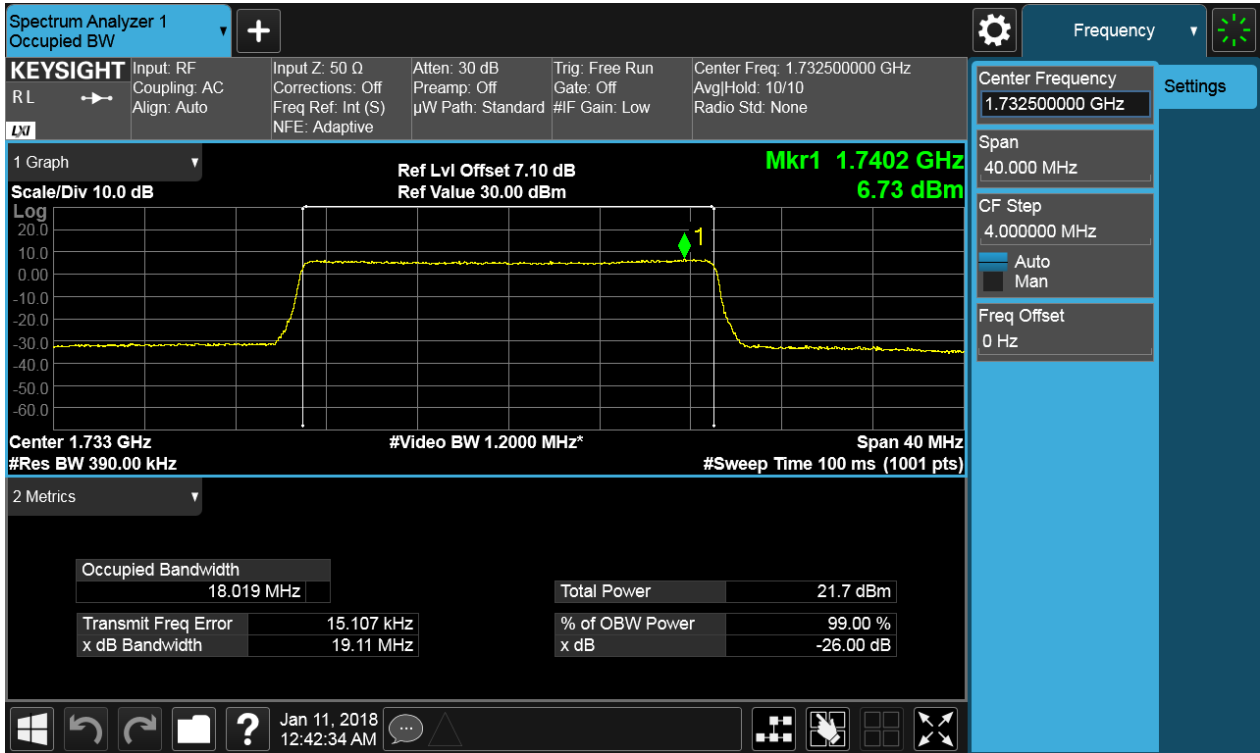 Spectrum Analyzer 1
Occupied BW
+
Frequency
KEYSIGHT
RL
LXI
Input: RF
Coupling: AC
Align: Auto
Input Z: 50 Ω
Corrections: Off
Freq Ref: Int (S)
NFE: Adaptive
Atten: 30 dB
Preamp: Off
µW Path: Standard
Trig: Free Run
Gate: Off
#IF Gain: Low
Center Freq: 1.732500000 GHz
Avg|Hold: 10/10
Radio Std: None
Center Frequency
1.732500000 GHz
Settings
Span
40.000 MHz
CF Step
4.000000 MHz
Auto
Man
Freq Offset
0 Hz
1 Graph
Scale/Div 10.0 dB
Ref Lvl Offset 7.10 dB
Ref Value 30.00 dBm
Mkr1 1.7402 GHz
6.73 dBm
Log
20.0
10.0
0.00
-10.0
-20.0
-30.0
-40.0
-50.0
-60.0
1
Center 1.733 GHz
#Video BW 1.2000 MHz*
Span 40 MHz
#Res BW 390.00 kHz
#Sweep Time 100 ms (1001 pts)
2 Metrics
Occupied Bandwidth
18.019 MHz
Total Power 21.7 dBm
Transmit Freq Error 15.107 kHz
% of OBW Power 99.00 %
x dB Bandwidth 19.11 MHz
x dB -26.00 dB
?
Jan 11, 2018
12:42:34 AM